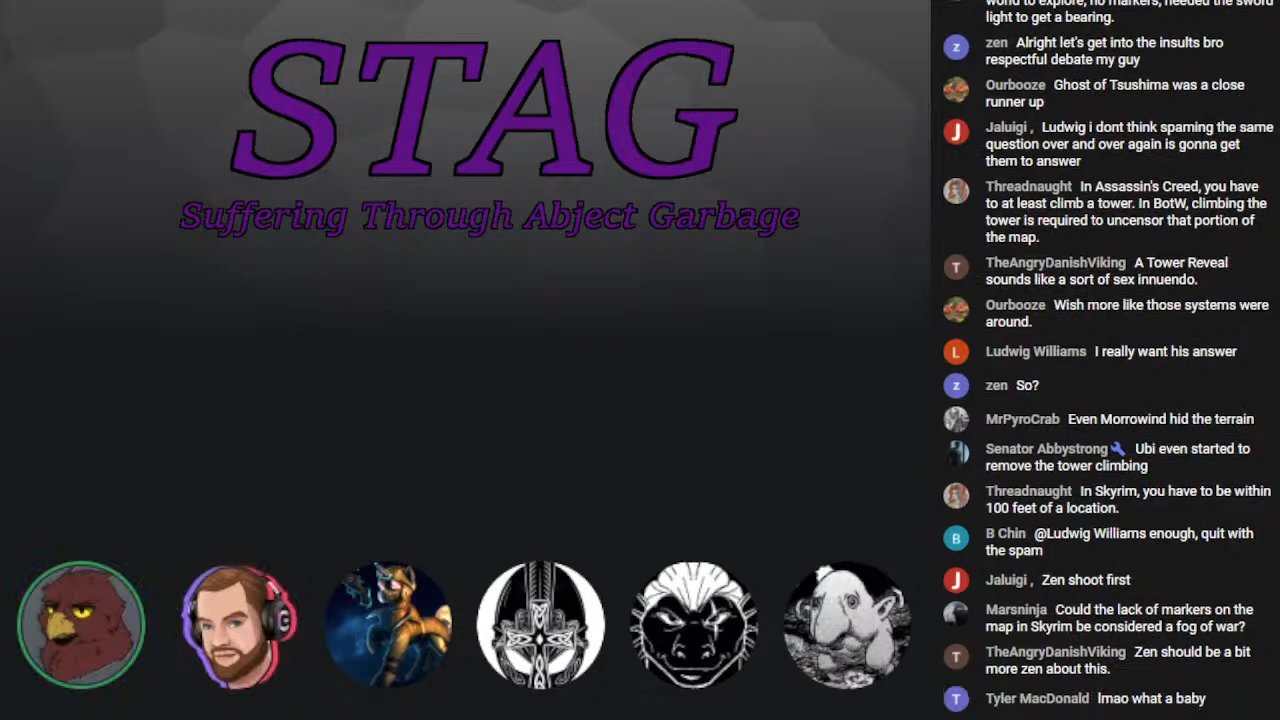 STAG
Suffering Through Abject Garbage
world to explore, no markers, needed the sword
light to get a bearing.
z
zen Alright let's get into the insults bro
respectful debate my guy
Ourbooze Ghost of Tsushima was a close
runner up
J
Jaluigi , Ludwig i dont think spaming the same
question over and over again is gonna get
them to answer
Threadnaught In Assassin's Creed, you have
to at least climb a tower. In BotW, climbing the
tower is required to uncensor that portion of
the map.
T
TheAngryDanishViking A Tower Reveal
sounds like a sort of sex innuendo.
Ourbooze Wish more like those systems were
around.
L
Ludwig Williams I really want his answer
z
zen So?
MrPyroCrab Even Morrowind hid the terrain
Senator Abbystrong Ubi even started to
remove the tower climbing
Threadnaught In Skyrim, you have to be within
100 feet of a location.
B
B Chin @Ludwig Williams enough, quit with
the spam
J
Jaluigi , Zen shoot first
Marsninja Could the lack of markers on the
map in Skyrim be considered a fog of war?
T
TheAngryDanishViking Zen should be a bit
more zen about this.
T
Tyler MacDonald lmao what a baby